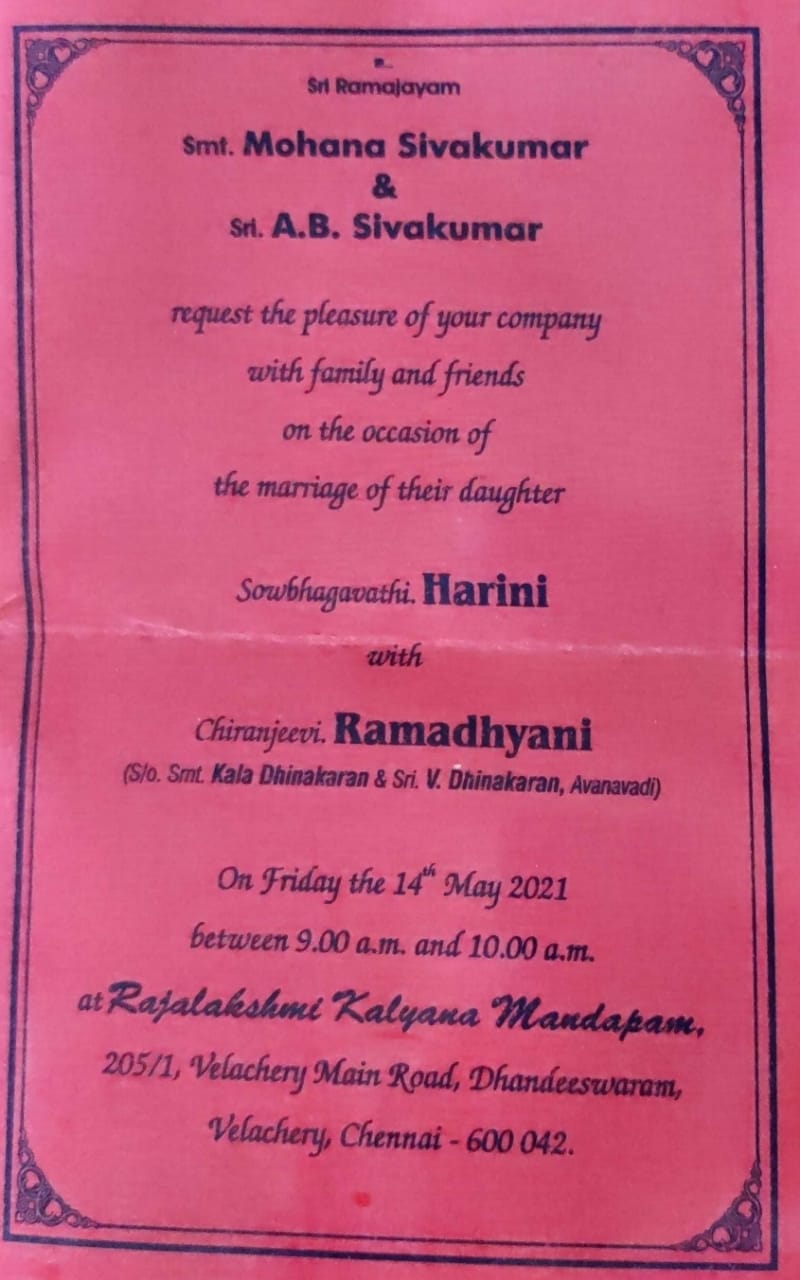 Sri Ramajayam
Smt. Mohana Sivakumar
&
Sri. A.B. Sivakumar
request the pleasure of your company
with family and friends
on the occasion of
the marriage of their daughter
Sowbhagavathi. Harini
with
Chiranjeevi. Ramadhyani
(S/o. Smt. Kala Dhinakaran & Sri. V. Dhinakaran, Avanavadi)
On Friday the 14th May 2021
between 9.00 a.m. and 10.00 a.m.
at Rajalakshmi Kalyana Mandapam,
205/1, Velachery Main Road, Dhandeeswaram,
Velachery, Chennai - 600 042.